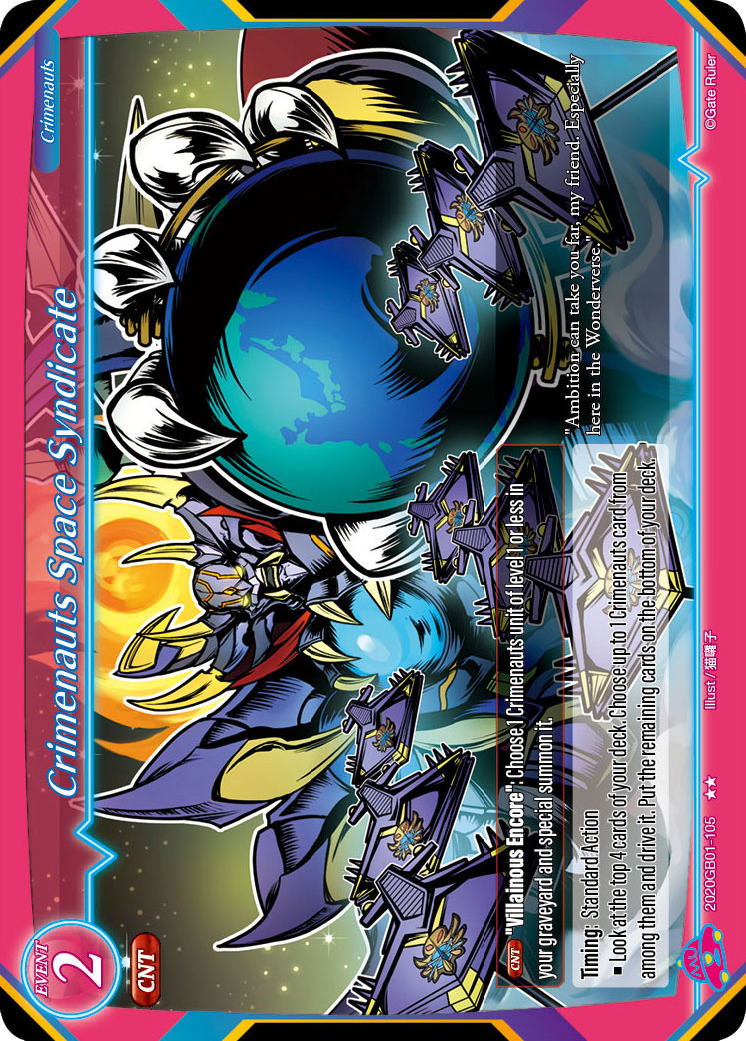 EVENT
2
Crimenauts Space Syndicate
Crimenauts
CNT
CNT "Villainous Encore": Choose 1 Crimenauts unit of level 1 or less in
your graveyard and special summon it.
Timing: Standard Action
▪ Look at the top 4 cards of your deck. Choose up to 1 Crimenauts card from
among them and drive it. Put the remaining cards on the bottom of your deck.
"Ambition can take you far, my friend. Especially
here in the Wonderverse."
2020GB01-105 ★★ Illust / 猫囃子 ©Gate Ruler